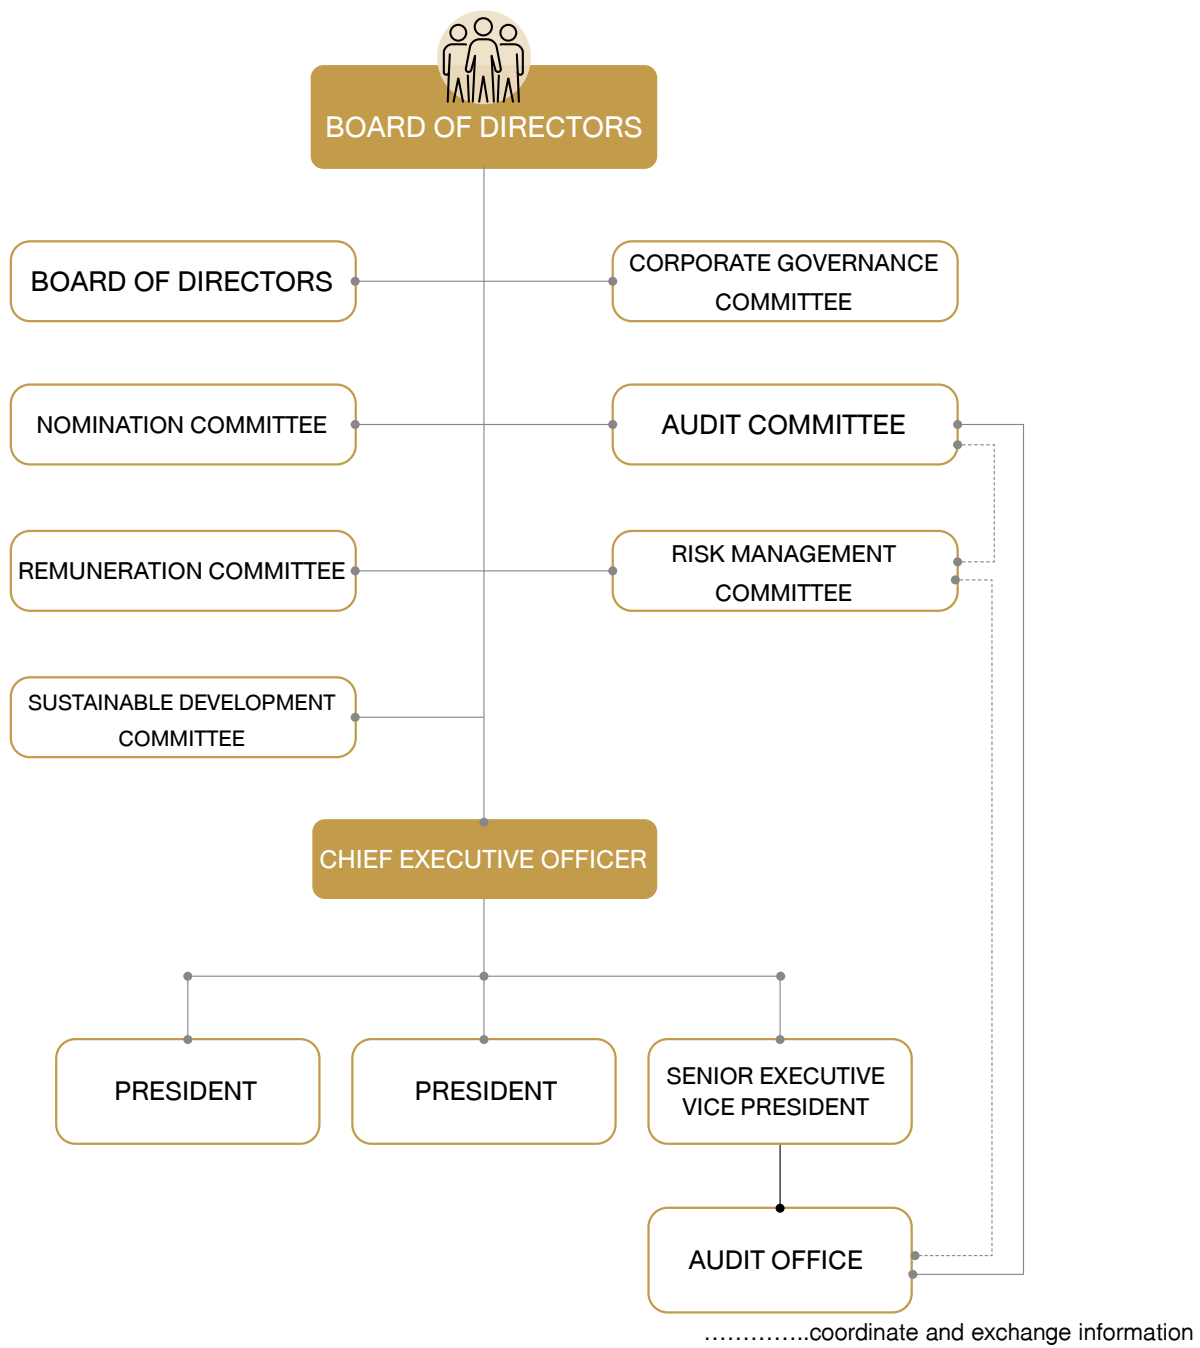 BOARD OF DIRECTORS
BOARD OF DIRECTORS
CORPORATE GOVERNANCE
COMMITTEE
NOMINATION COMMITTEE
AUDIT COMMITTEE
REMUNERATION COMMITTEE
RISK MANAGEMENT
COMMITTEE
SUSTAINABLE DEVELOPMENT
COMMITTEE
CHIEF EXECUTIVE OFFICER
PRESIDENT
PRESIDENT
SENIOR EXECUTIVE
VICE PRESIDENT
AUDIT OFFICE
..............coordinate and exchange information